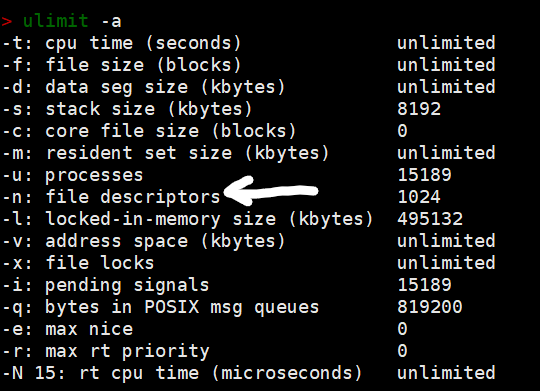 > ulimit -a
-t: cpu time (seconds) unlimited
-f: file size (blocks) unlimited
-d: data seg size (kbytes) unlimited
-s: stack size (kbytes) 8192
-c: core file size (blocks) 0
-m: resident set size (kbytes) unlimited
-u: processes 15189
-n: file descriptors 1024
-l: locked-in-memory size (kbytes) 495132
-v: address space (kbytes) unlimited
-x: file locks unlimited
-i: pending signals 15189
-q: bytes in POSIX msg queues 819200
-e: max nice 0
-r: max rt priority 0
-N 15: rt cpu time (microseconds) unlimited